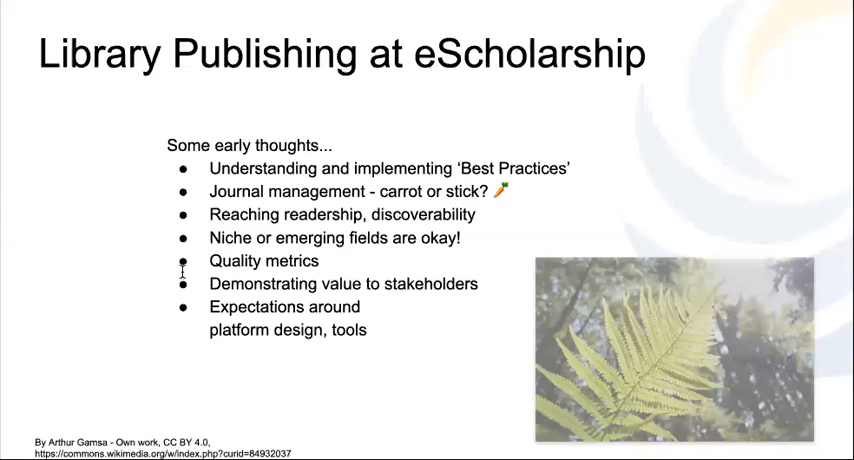 Library Publishing at eScholarship
Some early thoughts...
● Understanding and implementing ‘Best Practices’
● Journal management - carrot or stick? 🥕
● Reaching readership, discoverability
● Niche or emerging fields are okay!
● Quality metrics
● Demonstrating value to stakeholders
● Expectations around
platform design, tools
By Arthur Gamsa - Own work, CC BY 4.0,
https://commons.wikimedia.org/w/index.php?curid=84932037